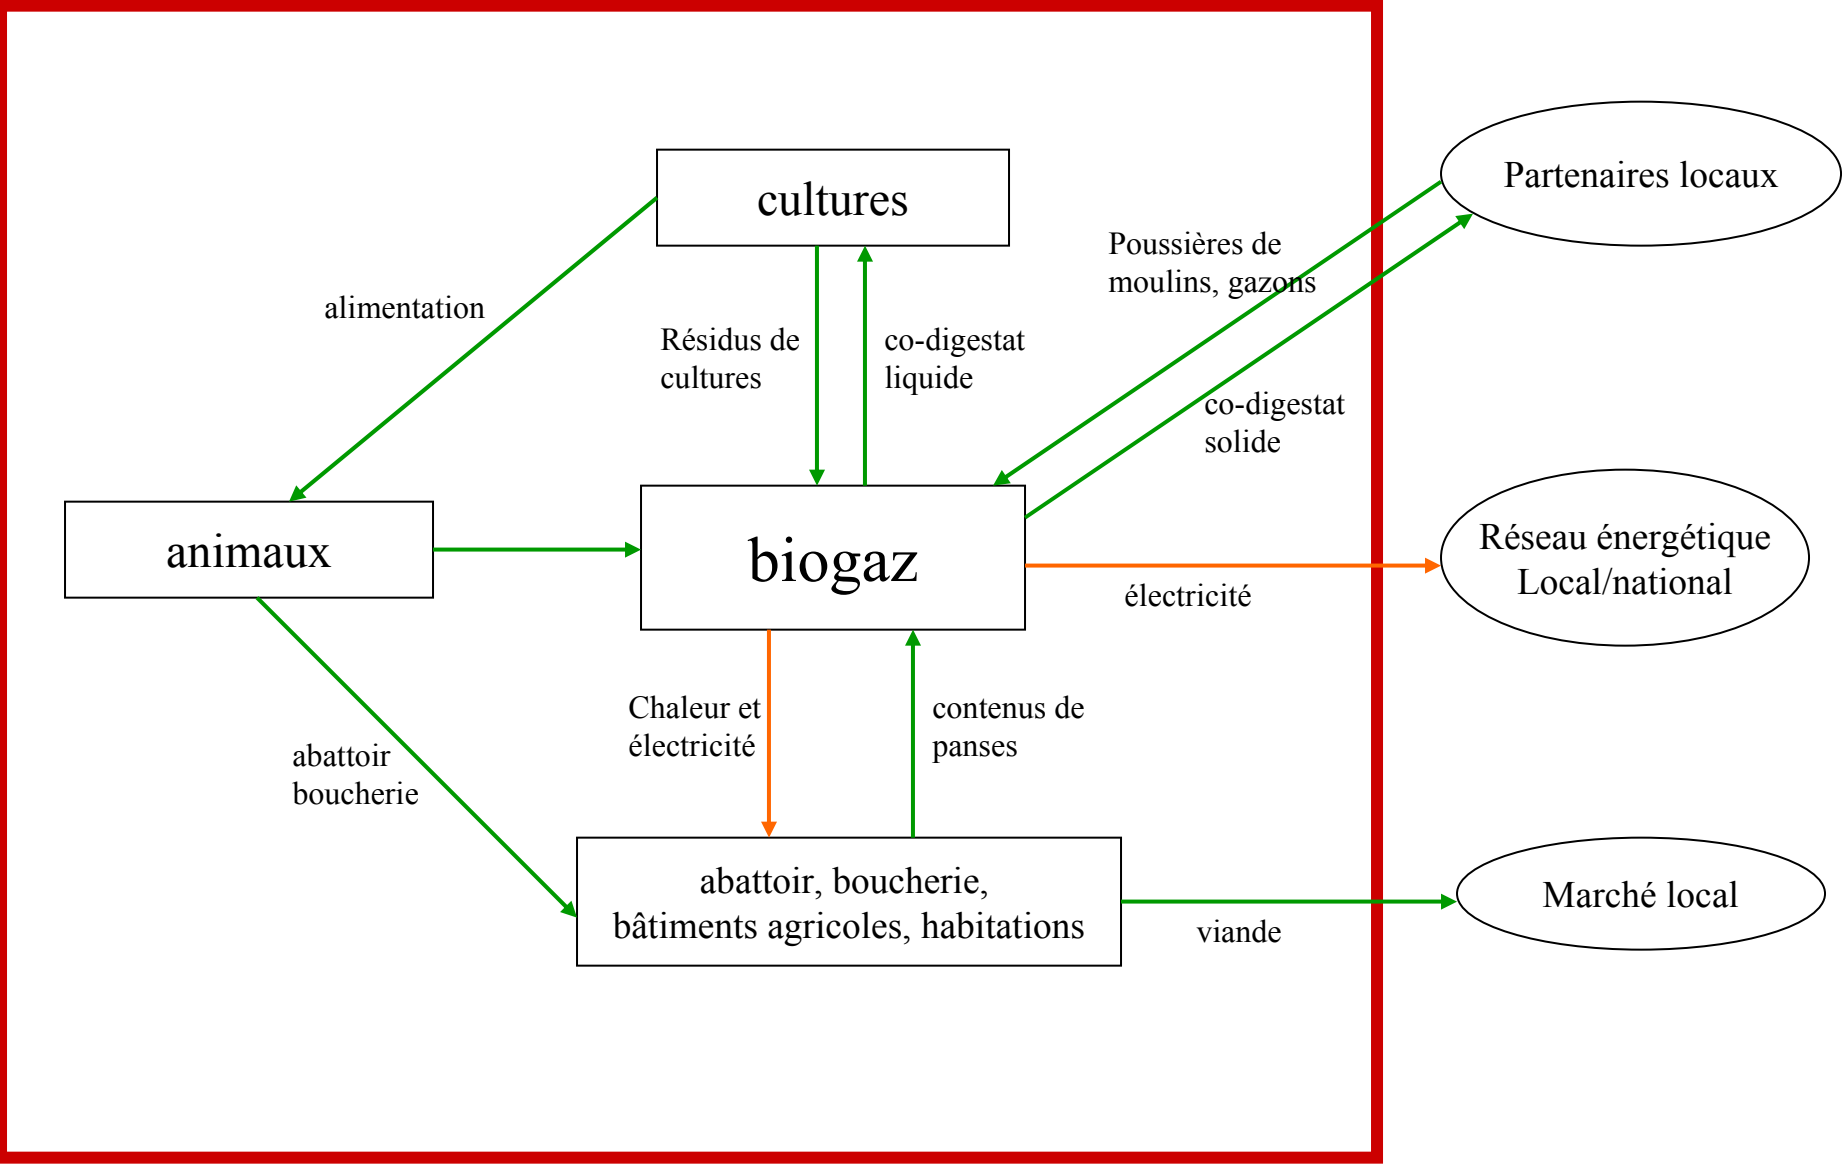 Partenaires locaux
cultures
Poussières de
moulins, gazons
alimentation
Résidus de
cultures
co-digestat
liquide
co-digestat
solide
animaux
biogaz
Réseau énergétique
Local/national
électricité
Chaleur et
électricité
contenus de
panses
abattoir
boucherie
abattoir, boucherie,
bâtiments agricoles, habitations
viande
Marché local